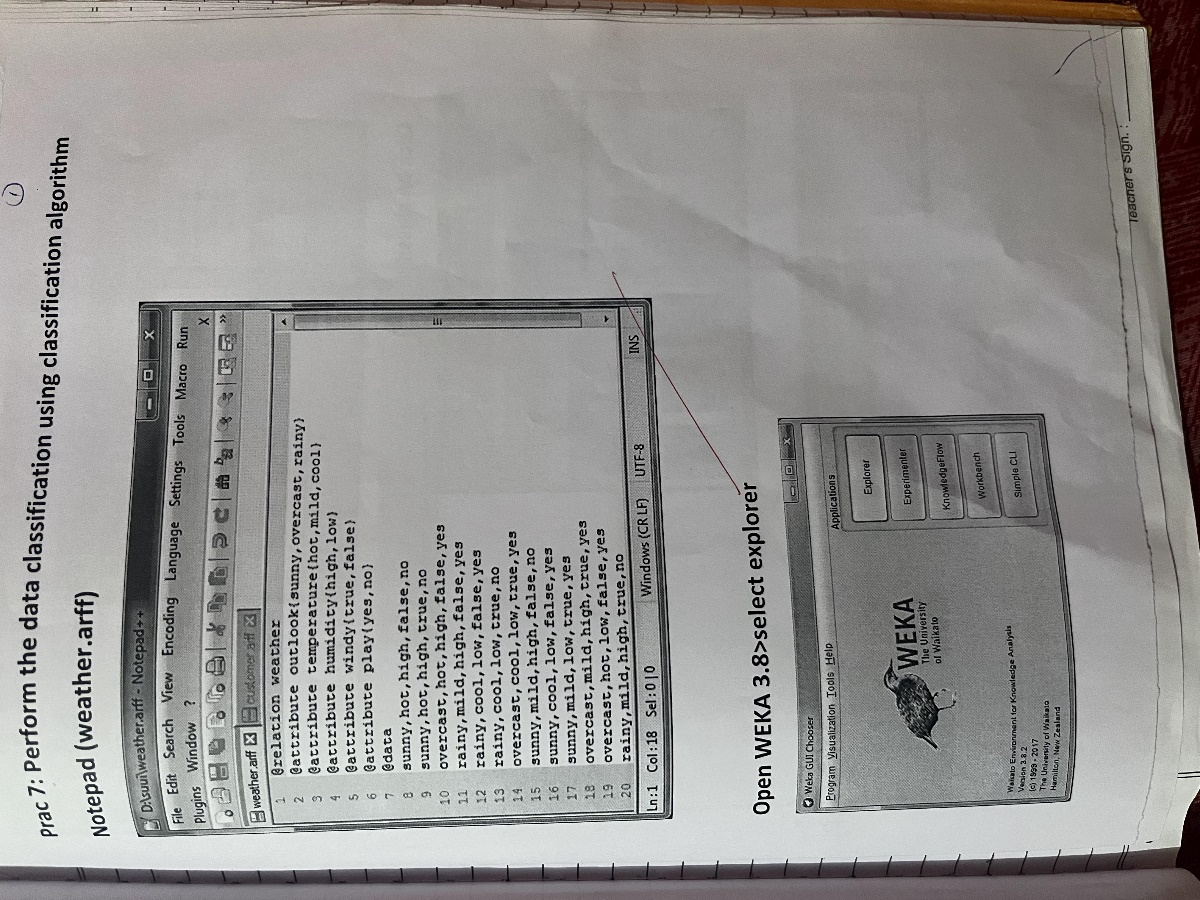 1
Prac 7: Perform the data classification using classification algorithm
Notepad (weather.arff)
D:\suui\weather.arff - Notepad++
File Edit Search View Encoding Language Settings Tools Macro Run
Plugins Window ? X
weather.arff customer.arff
1 @relation weather
2 @attribute outlook{sunny,overcast,rainy}
3 @attribute temperature{hot,mild,cool}
4 @attribute humidity{high,low}
5 @attribute windy{true,false}
6 @attribute play{yes,no}
7 @data
8 sunny,hot,high,false,no
9 sunny,hot,high,true,no
10 overcast,hot,high,false,yes
11 rainy,mild,high,false,yes
12 rainy,cool,low,false,yes
13 rainy,cool,low,true,no
14 overcast,cool,low,true,yes
15 sunny,mild,high,false,no
16 sunny,cool,low,false,yes
17 sunny,mild,low,true,yes
18 overcast,mild,high,true,yes
19 overcast,hot,low,false,yes
20 rainy,mild,high,true,no
Ln:1 Col:18 Sel:0|0 Windows (CR LF) UTF-8 INS
Open WEKA 3.8>select explorer
Weka GUI Chooser
Program Visualization Tools Help
Applications
Explorer
Experimenter
KnowledgeFlow
Workbench
Simple CLI
WEKA
The University
of Waikato
Waikato Environment for Knowledge Analysis
Version 3.8.2
(c) 1999 - 2017
The University of Waikato
Hamilton, New Zealand
Teacher's Sign. :